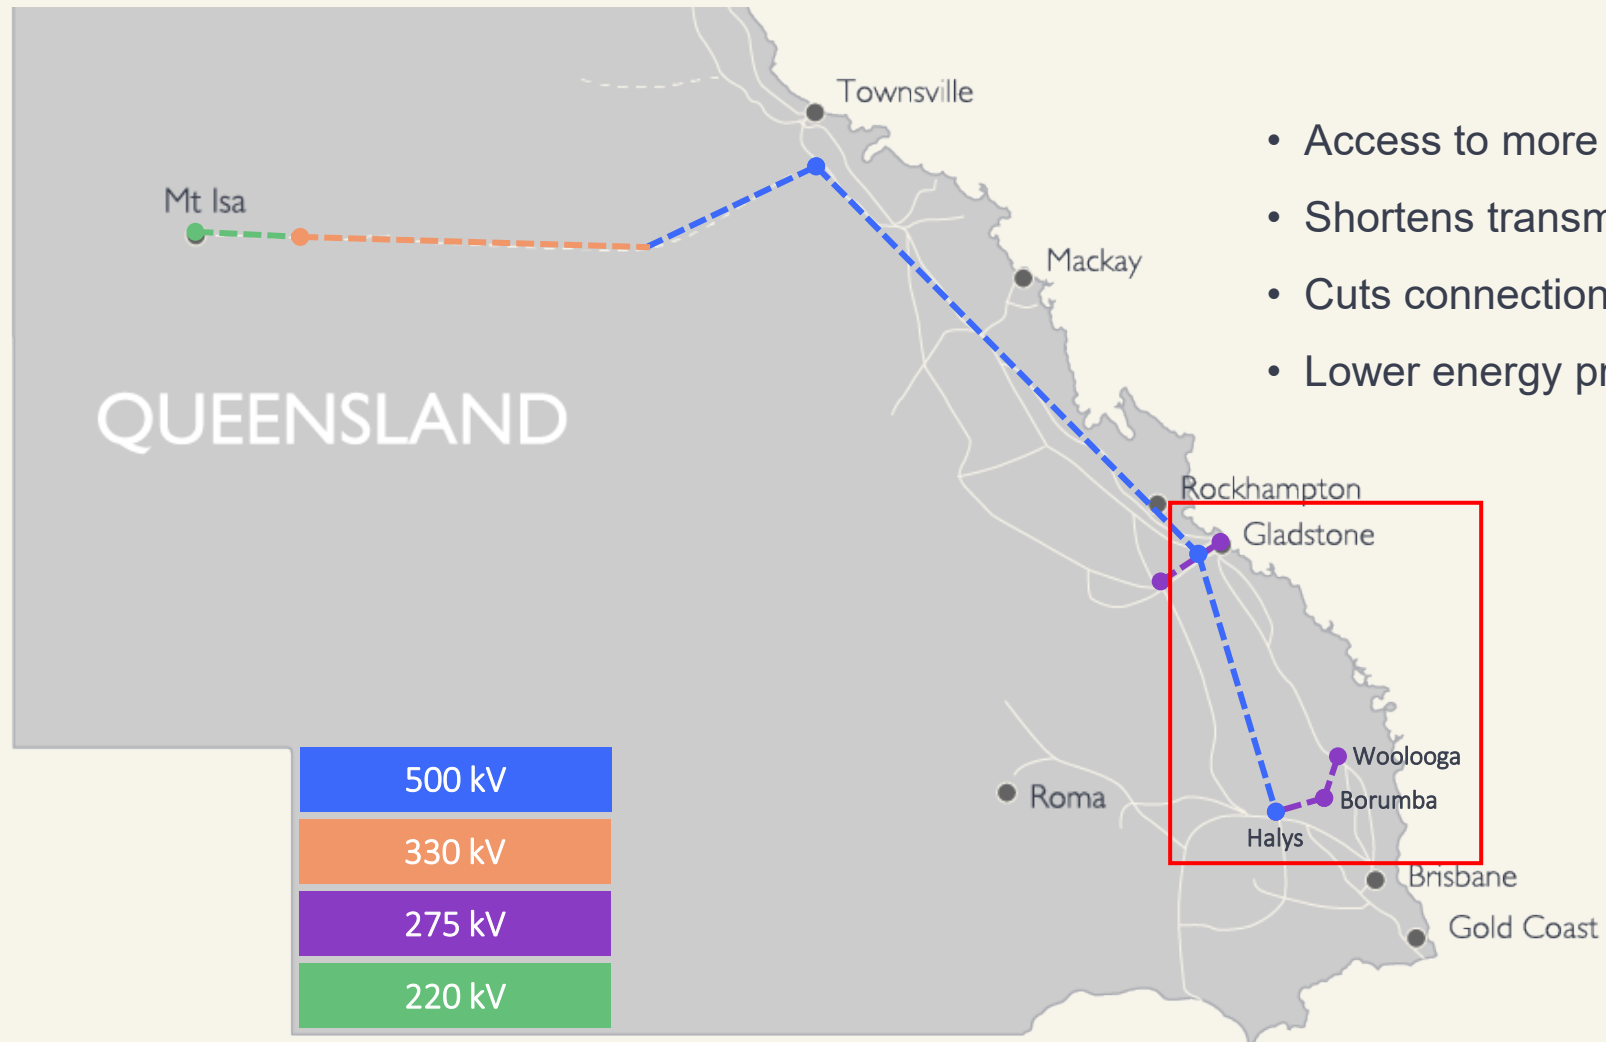 Townsville
Mt Isa
Mackay
QUEENSLAND
Rockhampton
Gladstone
Woolooga
Borumba
Halys
Roma
Brisbane
Gold Coast
500 kV
330 kV
275 kV
220 kV
• Access to more
• Shortens transm
• Cuts connection
• Lower energy pr